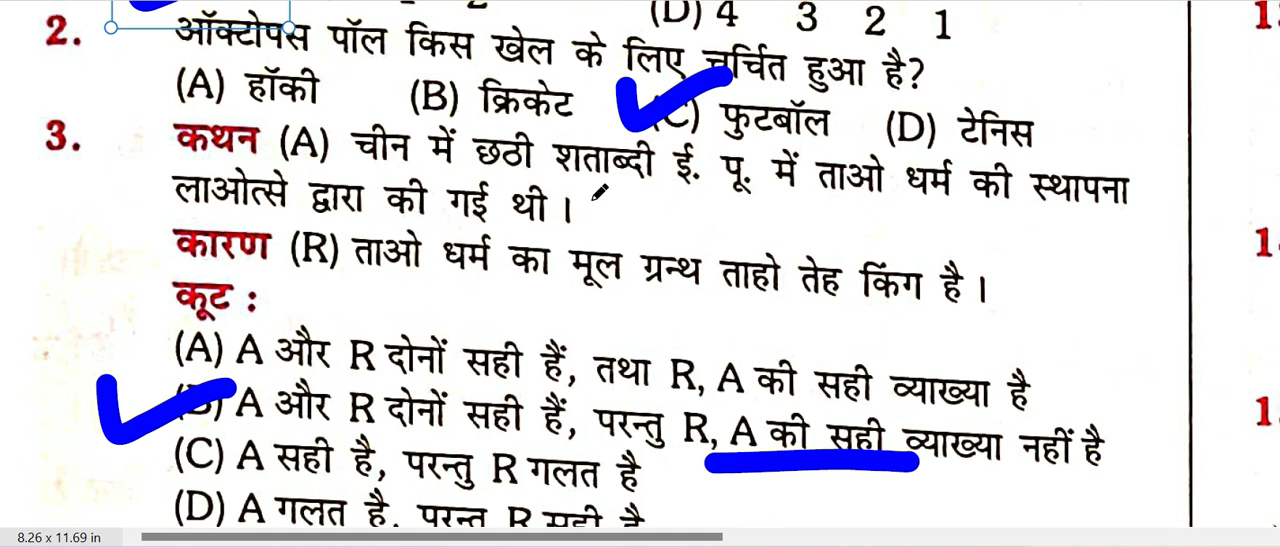 (D) 4 3 2 1
2. ऑक्टोपस पॉल किस खेल के लिए चर्चित हुआ है?
(A) हॉकी (B) क्रिकेट (C) फुटबॉल (D) टेनिस
3. कथन (A) चीन में छठी शताब्दी ई. पू. में ताओ धर्म की स्थापना
लाओत्से द्वारा की गई थी।
कारण (R) ताओ धर्म का मूल ग्रन्थ ताहो तेह किंग है।
कूट :
(A) A और R दोनों सही हैं, तथा R, A की सही व्याख्या है
(B) A और R दोनों सही हैं, परन्तु R, A की सही व्याख्या नहीं है
(C) A सही है, परन्तु R गलत है
(D) A गलत है, परन्तु R सही है
8.26 x 11.69 in